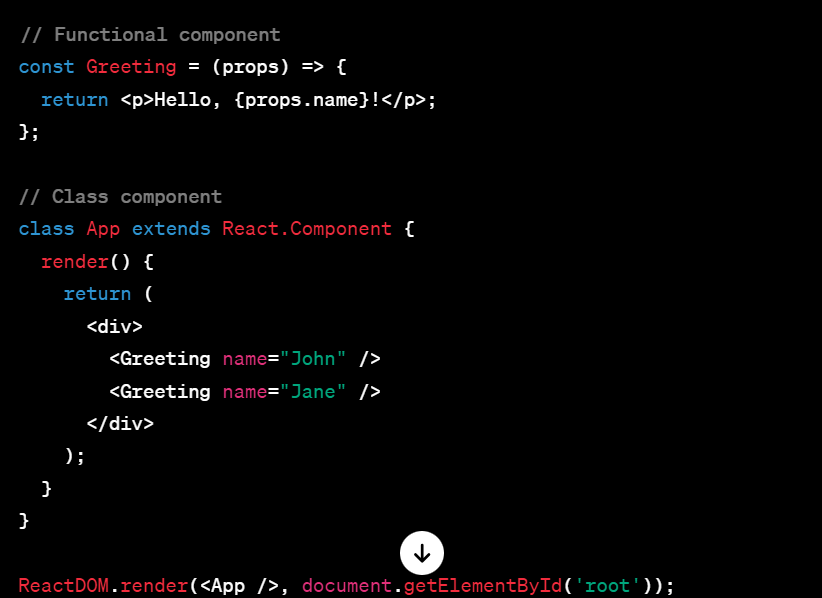 // Functional component
const Greeting = (props) => {
  return <p>Hello, {props.name}!</p>;
};

// Class component
class App extends React.Component {
  render() {
    return (
      <div>
        <Greeting name="John" />
        <Greeting name="Jane" />
      </div>
    );
  }
}

ReactDOM.render(<App />, document.getElementById('root'));